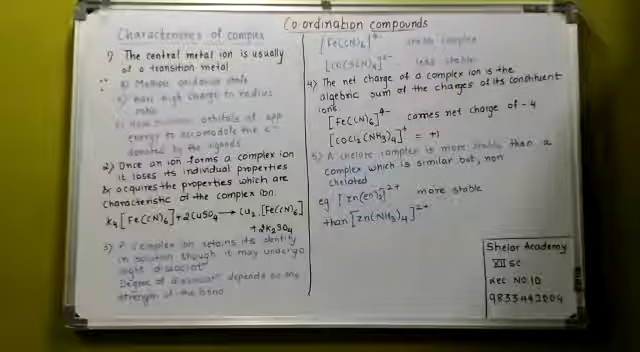 Co-ordination compounds
Characteristics of complex
1) The central metal ion is usually
of a transition metal
∵ a) Multiple oxidation state
b) have high charge to radius
ratio
c) Have orbitals of app
energy to accomodate the e⁻
donated by the ligands
2) Once an ion forms a complex ion
it loses its individual properties
& acquires the properties which are
characteristic of the complex ion.
K₄[Fe(CN)₆]+2CuSO₄→Cu₂.[Fe(CN)₆]
+2K₂SO₄
3) A complex ion retains its identity
in solution though it may undergo
slight dissociatⁿ
Degree of dissociatⁿ depends on
strength of the bond
[Fe(CN)₆]⁴⁻ stable complex
less stable
4) The net charge of a complex ion is the
algebraic sum of the charges of its constituent
ions
[Fe(CN)₆]⁴⁻ carries net charge of -4
[COCl₂(NH₃)₄]⁺ = +1
5) A chelate complex is more stable than a
complex which is similar but, non
chelated
eg [Zn(en)₂]²⁺ more stable
than [Zn(NH₃)₄]²⁺
Shelar Academy
XII SC
Rec No. 10
9833442004